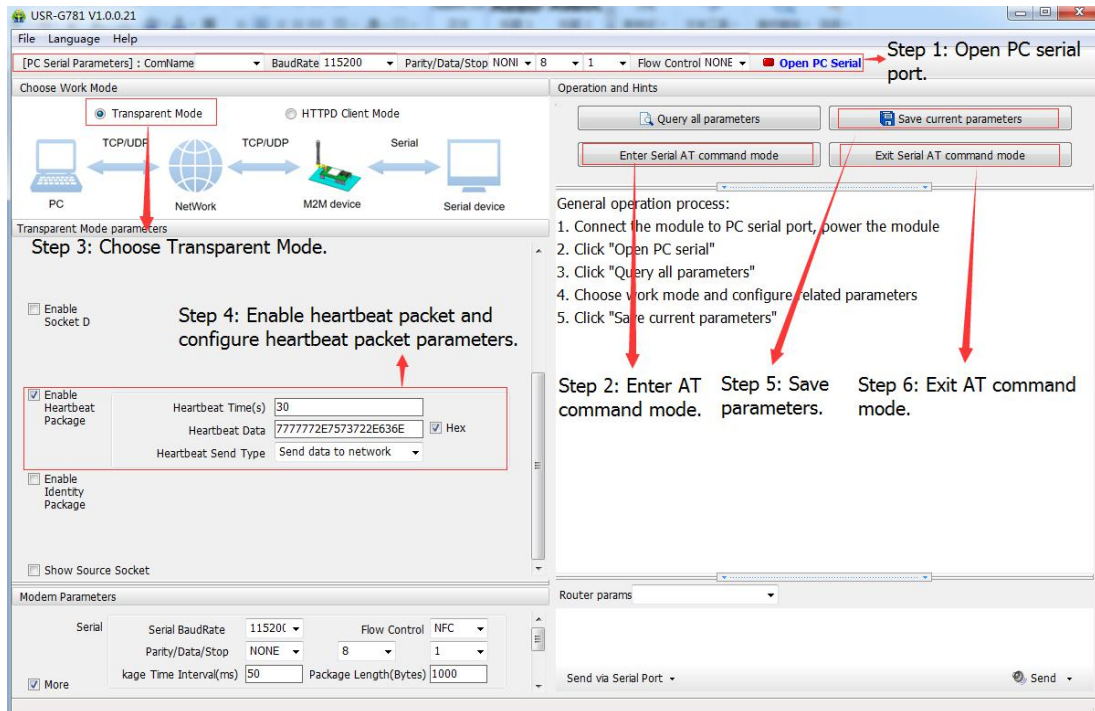 USR-G781 V1.0.0.21
File Language Help
[PC Serial Parameters] : ComName BaudRate 115200 Parity/Data/Stop NONI 8 1 Flow Control NONE Open PC Serial
Step 1: Open PC serial
port.
Choose Work Mode
Transparent Mode HTTPD Client Mode
TCP/UDP TCP/UDP Serial
PC NetWork M2M device Serial device
Operation and Hints
Query all parameters Save current parameters
Enter Serial AT command mode Exit Serial AT command mode
General operation process:
1. Connect the module to PC serial port, power the module
2. Click "Open PC serial"
3. Click "Query all parameters"
4. Choose work mode and configure related parameters
5. Click "Save current parameters"
Transparent Mode parameters
Step 3: Choose Transparent Mode.
Enable
Socket D
Step 4: Enable heartbeat packet and
configure heartbeat packet parameters.
Step 2: Enter AT
command mode.
Step 5: Save
parameters.
Step 6: Exit AT command
mode.
Enable
Heartbeat
Package
Heartbeat Time(s) 30
Heartbeat Data 7777772E7573722E636E Hex
Heartbeat Send Type Send data to network
Enable
Identity
Package
Show Source Socket
Modem Parameters
Serial Serial BaudRate 11520( Flow Control NFC
Parity/Data/Stop NONE 8 1
More kage Time Interval(ms) 50 Package Length(Bytes) 1000
Router params
Send via Serial Port Send